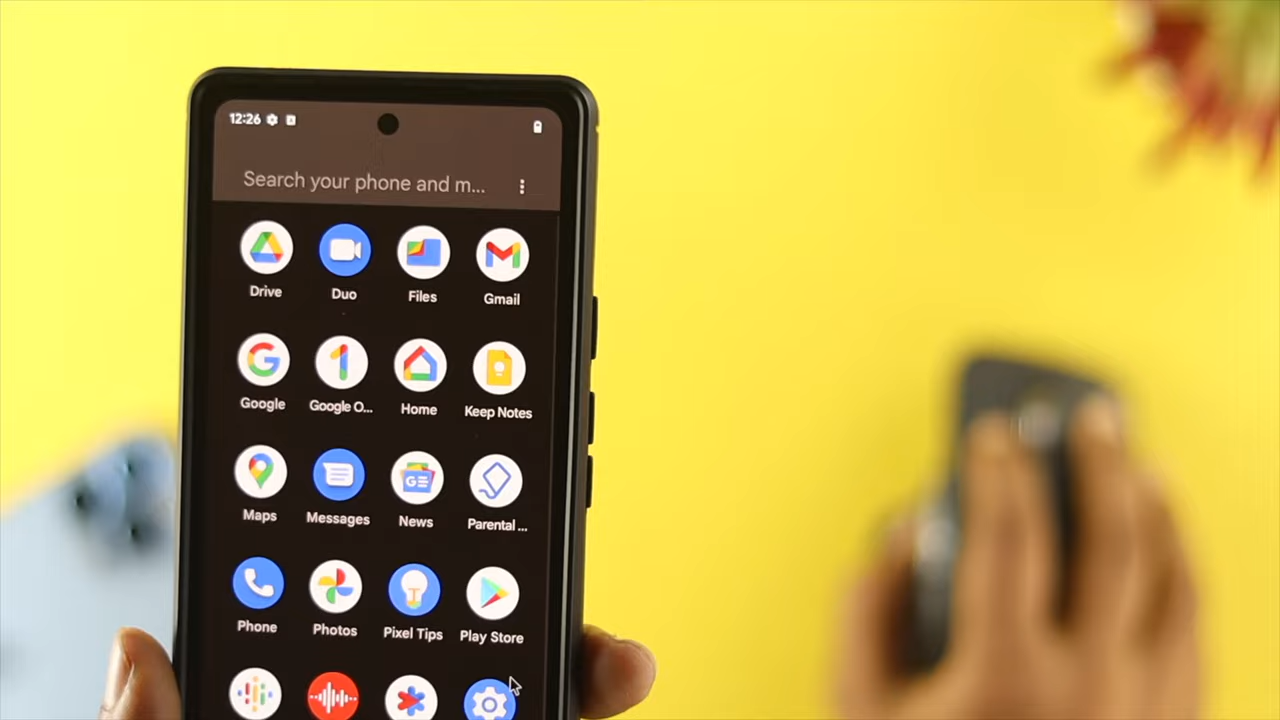 12:26
Search your phone and m...
Drive Duo Files Gmail
Google Google O... Home Keep Notes
Maps Messages News Parental ...
Phone Photos Pixel Tips Play Store